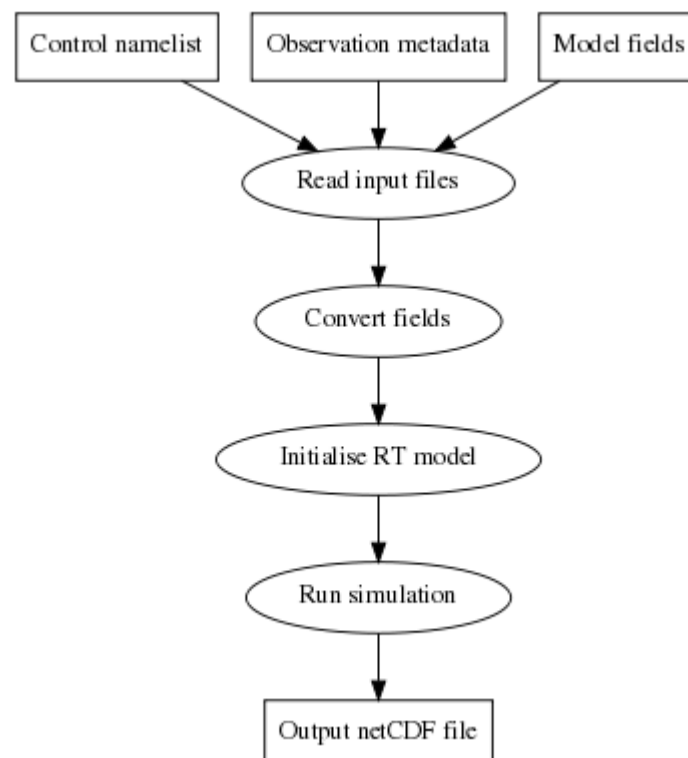 Control namelist
Observation metadata
Model fields
Read input files
Convert fields
Initialise RT model
Run simulation
Output netCDF file